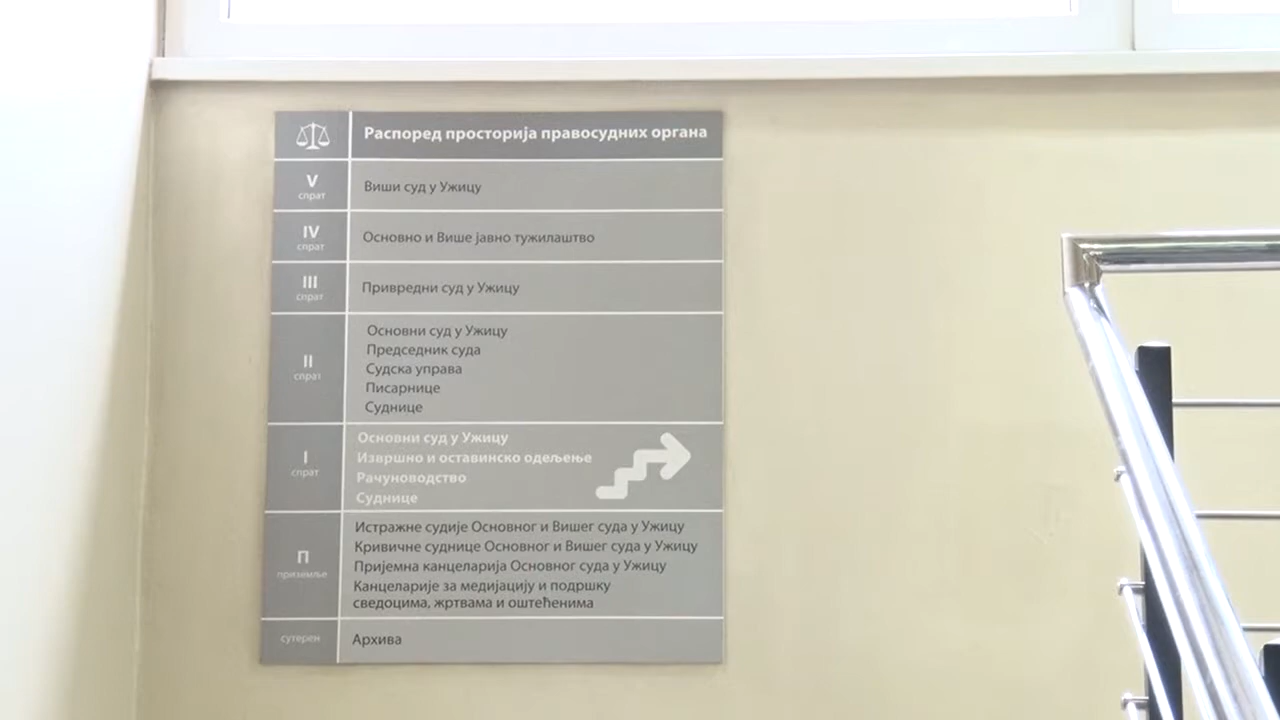 Распоред просторија правосудних органа
V
спрат
Виши суд у Ужицу
IV
спрат
Основно и Више јавно тужилаштво
III
спрат
Привредни суд у Ужицу
II
спрат
Основни суд у Ужицу
Председник суда
Судска управа
Писарнице
Суднице
I
спрат
Основни суд у Ужицу
Извршно и оставинско одељење
Рачуноводство
Суднице
П
приземље
Истражне судије Основног и Вишег суда у Ужицу
Кривичне суднице Основног и Вишег суда у Ужицу
Пријемна канцеларија Основног суда у Ужицу
Канцеларије за медијацију и подршку
сведоцима, жртвама и оштећенима
сутерен
Архива